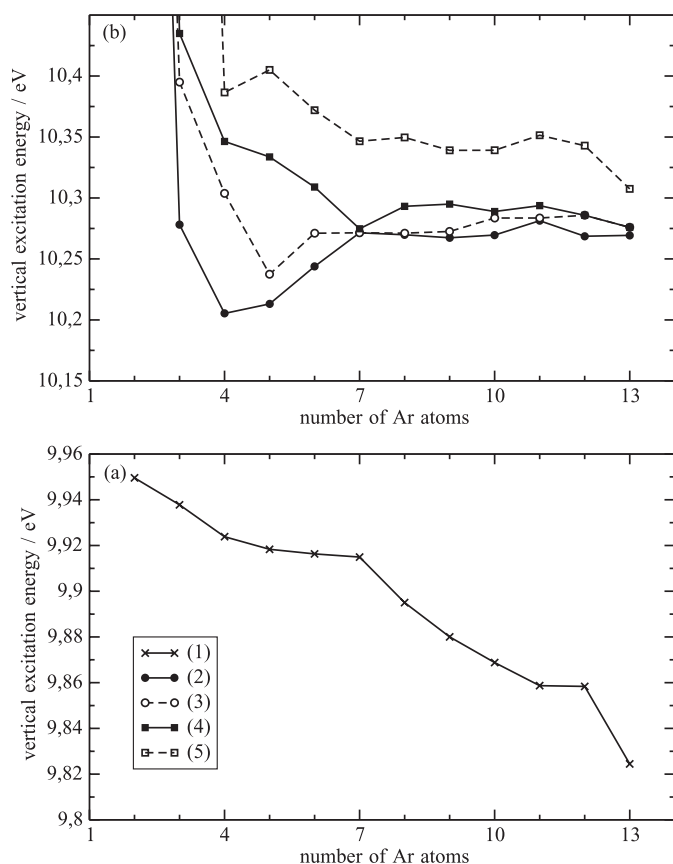 (b)
10,4
10,35
10,3
10,25
10,2
10,15
vertical excitation energy / eV
1 4 7 10 13
number of Ar atoms
(a)
9,96
9,94
9,92
9,9
9,88
9,86
9,84
9,82
9,8
vertical excitation energy / eV
(1)
(2)
(3)
(4)
(5)
1 4 7 10 13
number of Ar atoms